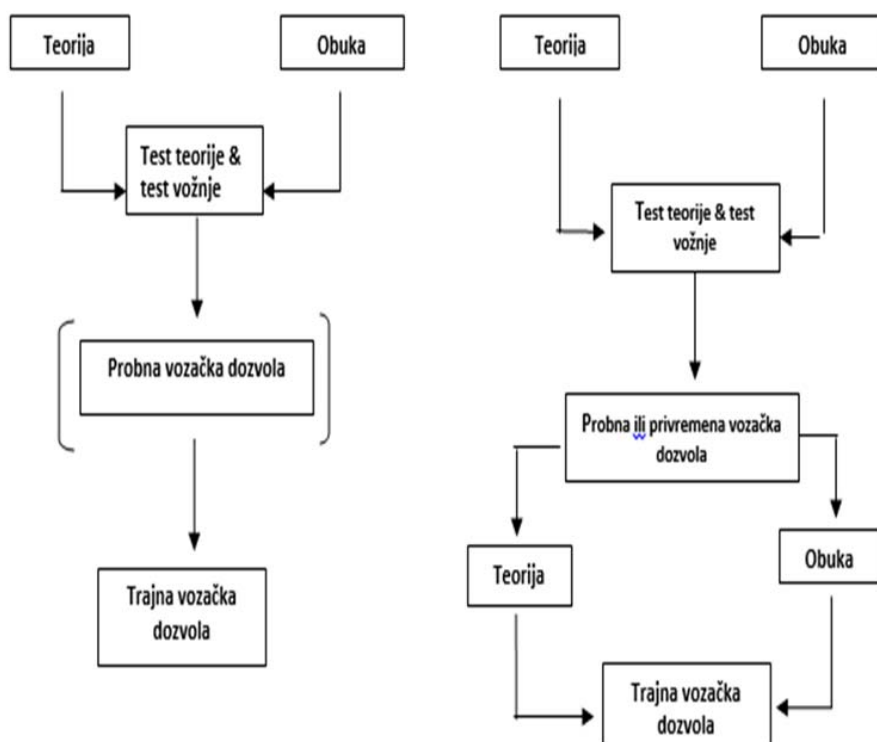 Teorija
Obuka
Test teorije &
test vožnje
Probna vozačka dozvola
Trajna vozačka
dozvola
Teorija
Obuka
Test teorije & test
vožnje
Probna ili privremena vozačka
dozvola
Teorija
Obuka
Trajna vozačka
dozvola